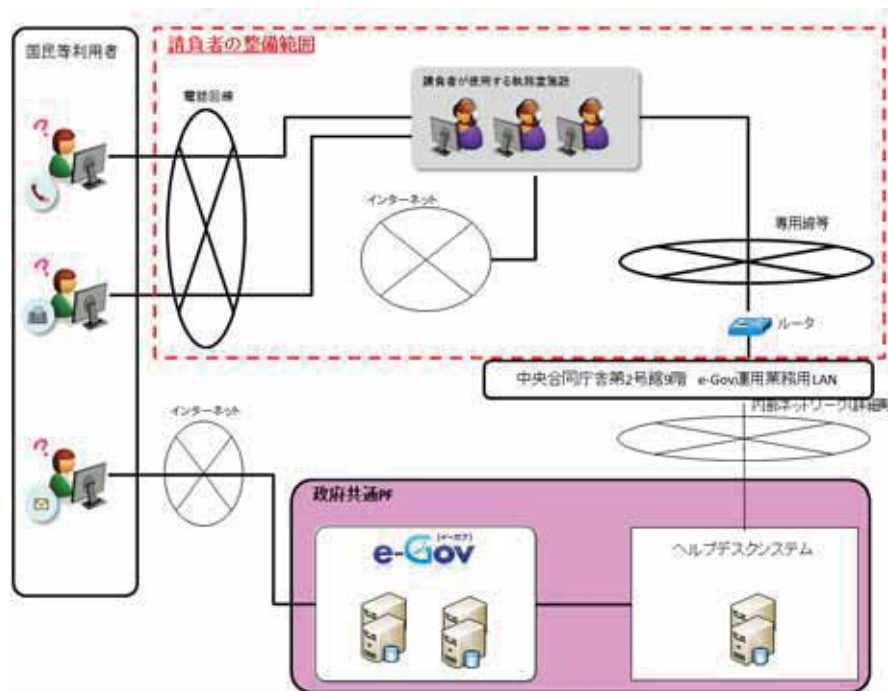 国民等利用者
請負者の整備範囲
電話回線
請負者が使用する執務室施設
インターネット
専用線等
ルータ
中央合同庁舎第2号館9階 e-Gov運用業務用LAN
内部ネットワーク(詳細
インターネット
政府共通PF
e-Gov
(イーガブ)
ヘルプデスクシステム